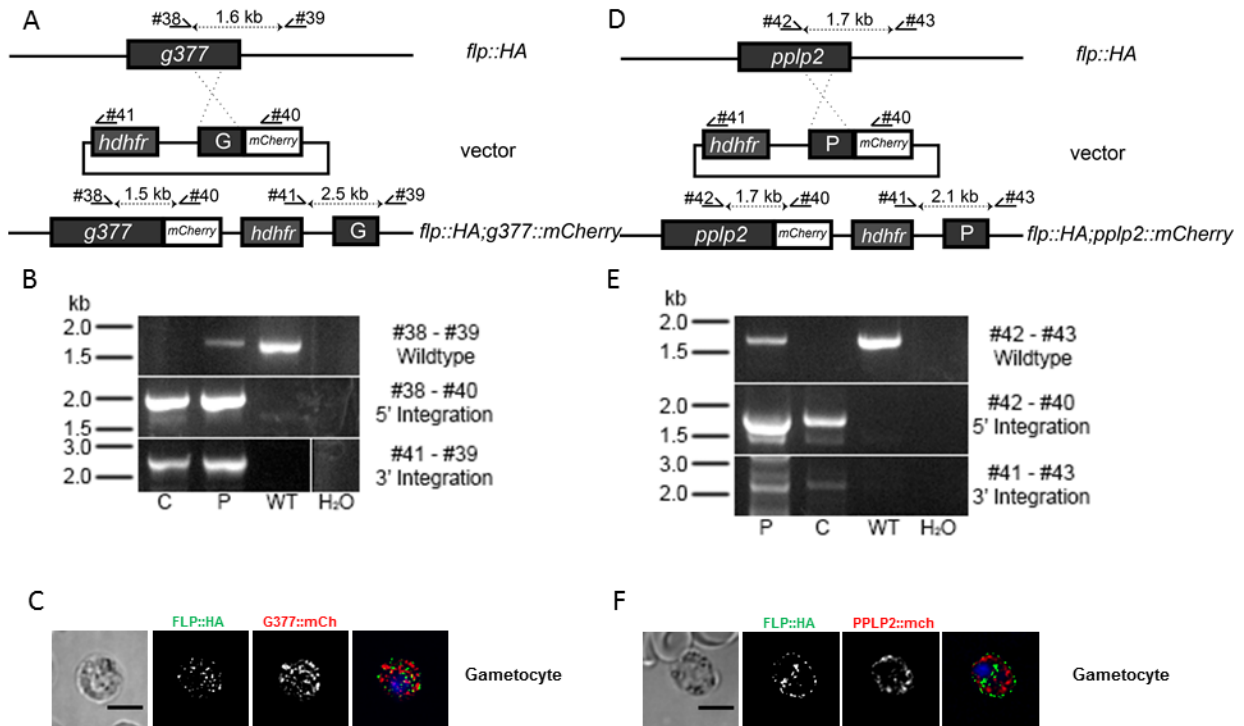 A
#38 1.6 kb #39
g377
flp::HA
#41 #40
hdhfr G mCherry
vector
#38 1.5 kb #40 #41 2.5 kb #39
g377 mCherry hdhfr G flp::HA;g377::mCherry
B
kb
2.0
1.5
#38 - #39
Wildtype
2.0
1.5
#38 - #40
5' Integration
3.0
2.0
#41 - #39
3' Integration
C P WT H₂O
C
FLP::HA G377::mCh
Gametocyte
D
#42 1.7 kb #43
pplp2
flp::HA
#41 #40
hdhfr P mCherry
vector
#42 1.7 kb #40 #41 2.1 kb #43
pplp2 mCherry hdhfr P flp::HA;pplp2::mCherry
E
kb
2.0
1.5
#42 - #43
Wildtype
2.0
1.5
#42 - #40
5' Integration
3.0
2.0
#41 - #43
3' Integration
P C WT H₂O
F
FLP::HA PPLP2::mch
Gametocyte